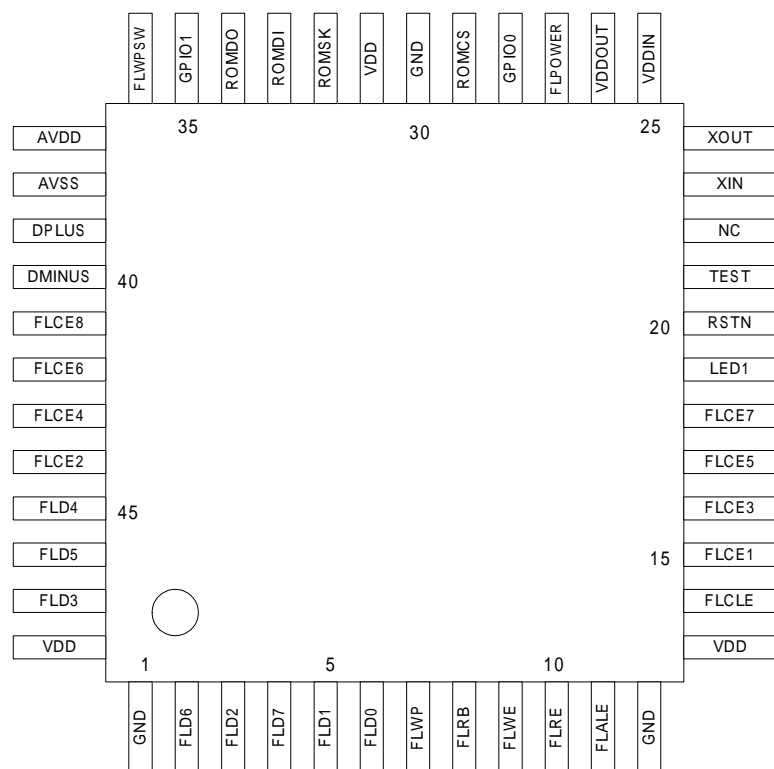 FLWPSW
GPIO1
ROMDO
ROMDI
ROMSK
VDD
GND
ROMCS
GPIO0
FLPOWER
VDDOUT
VDDIN
35
30
25
AVDD
XOUT
AVSS
XIN
DPLUS
NC
DMINUS
40
TEST
FLCE8
20
RSTN
FLCE6
LED1
FLCE4
FLCE7
FLCE2
FLCE5
FLD4
45
FLCE3
FLD5
15
FLCE1
FLD3
FLCLE
VDD
VDD
1
5
10
GND
FLD6
FLD2
FLD7
FLD1
FLD0
FLWP
FLRB
FLWE
FLRE
FLALE
GND